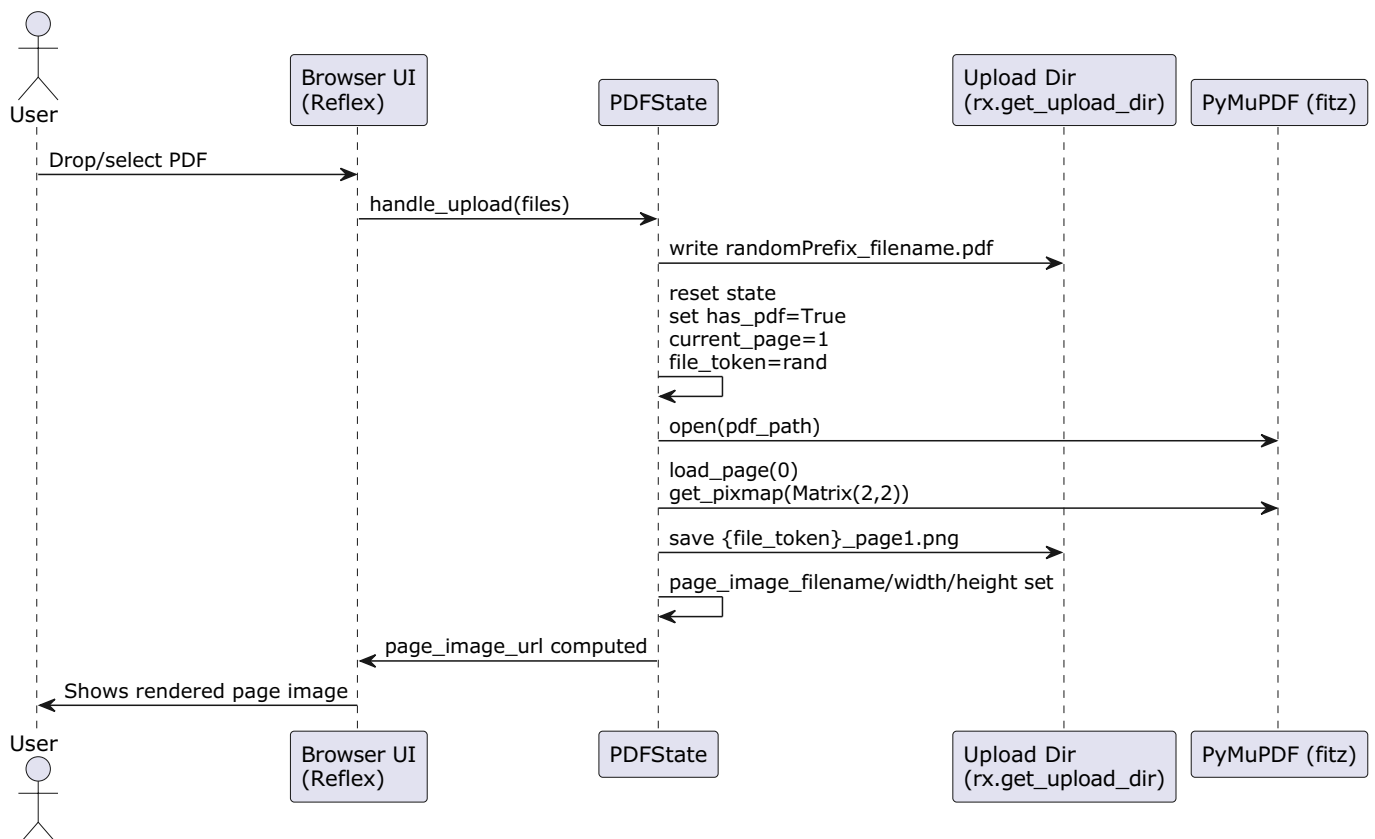 User
Browser UI
(Reflex)
PDFState
Upload Dir
(rx.get_upload_dir)
PyMuPDF (fitz)
Drop/select PDF
handle_upload(files)
write randomPrefix_filename.pdf
reset state
set has_pdf=True
current_page=1
file_token=rand
open(pdf_path)
load_page(0)
get_pixmap(Matrix(2,2))
save {file_token}_page1.png
page_image_filename/width/height set
page_image_url computed
Shows rendered page image
User
Browser UI
(Reflex)
PDFState
Upload Dir
(rx.get_upload_dir)
PyMuPDF (fitz)